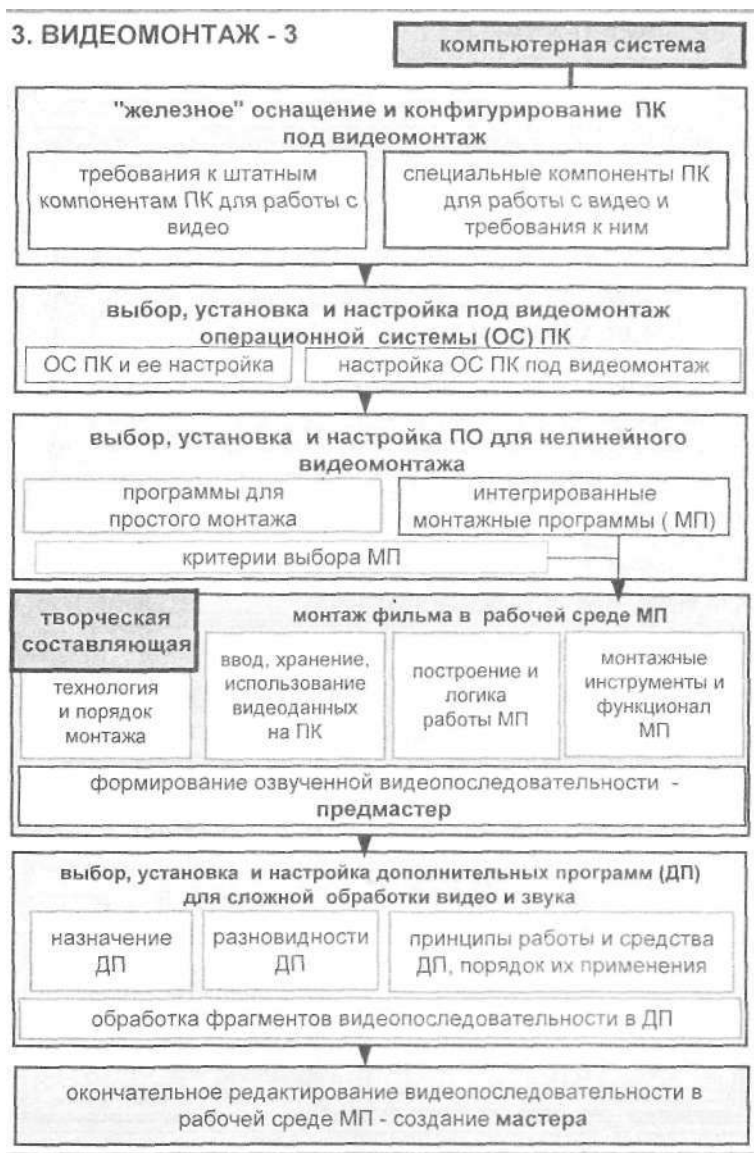 3. ВИДЕОМОНТАЖ - 3
компьютерная система
"железное" оснащение и конфигурирование ПК
под видеомонтаж
требования к штатным
компонентам ПК для работы с
видео
специальные компоненты ПК
для работы с видео и
требования к ним
выбор, установка и настройка под видеомонтаж
операционной системы (ОС) ПК
ОС ПК и ее настройка
настройка ОС ПК под видеомонтаж
выбор, установка и настройка ПО для нелинейного
видеомонтажа
программы для
простого монтажа
интегрированные
монтажные программы ( МП)
критерии выбора МП
творческая
составляющая
монтаж фильма в рабочей среде МП
технология
и порядок
монтажа
ввод, хранение,
использование
видеоданных
на ПК
построение и
логика
работы МП
монтажные
инструменты и
функционал
МП
формирование озвученной видеопоследовательности -
предмастер
выбор, установка и настройка дополнительных программ (ДП)
для сложной обработки видео и звука
назначение
ДП
разновидности
ДП
принципы работы и средства
ДП, порядок их применения
обработка фрагментов видеопоследовательности в ДП
окончательное редактирование видеопоследовательности в
рабочей среде МП - создание мастера